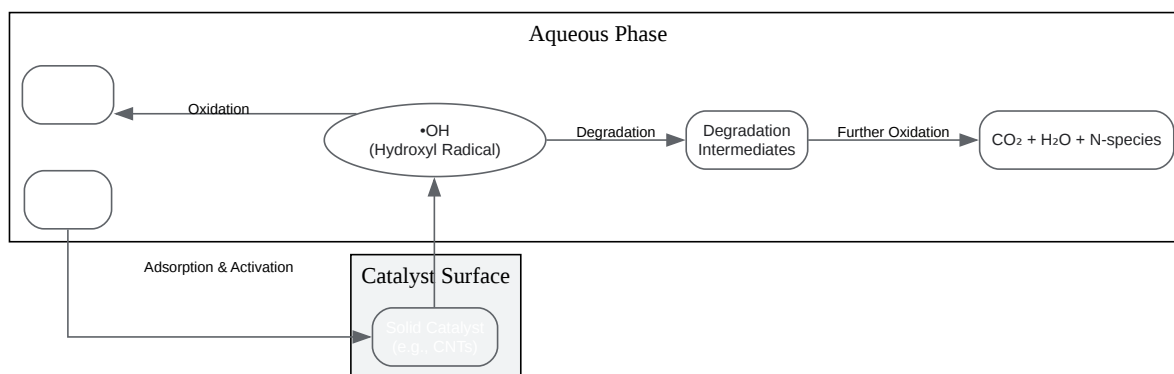 Aqueous Phase
Oxidation
•OH
(Hydroxyl Radical)
Degradation
Degradation
Intermediates
Further Oxidation
CO₂ + H₂O + N-species
Adsorption & Activation
Catalyst Surface
Solid Catalyst
(e.g., CNTs)